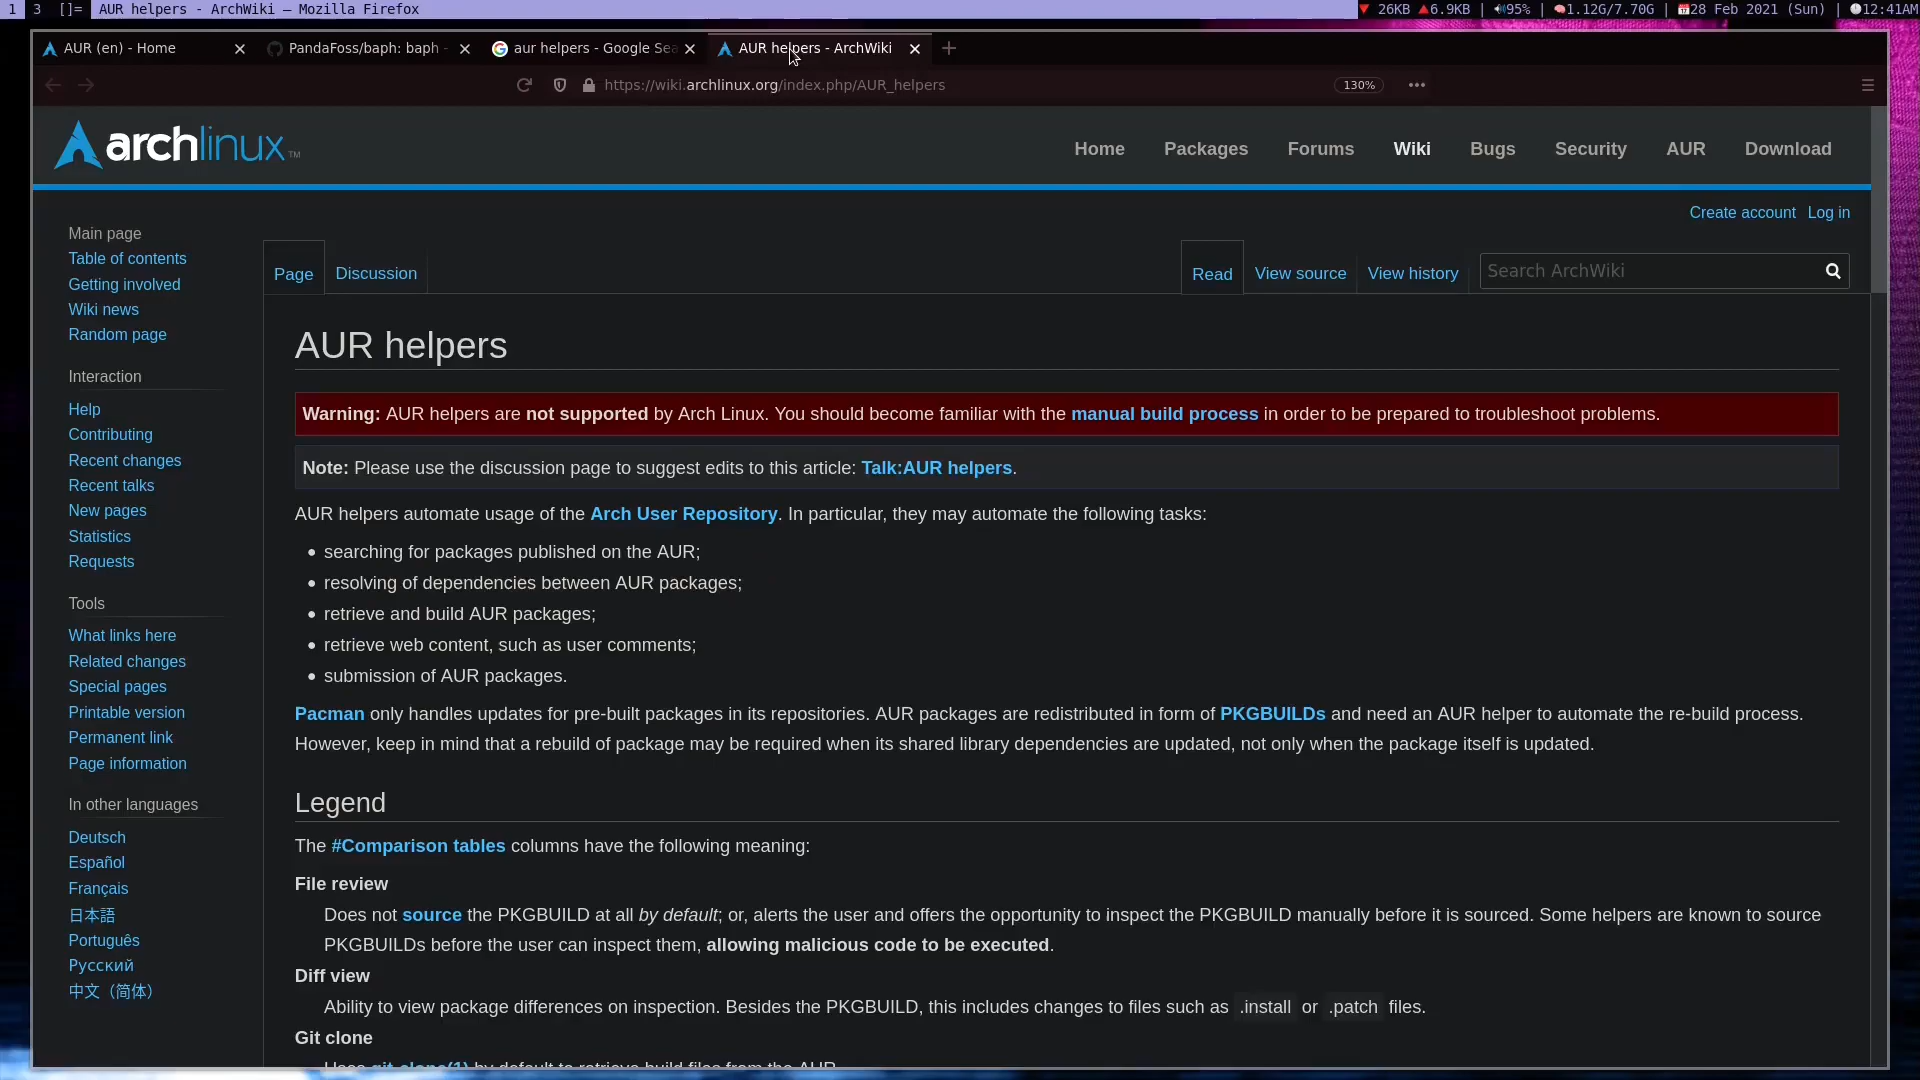 1 3 []= AUR helpers - ArchWiki — Mozilla Firefox 26KB 6.9KB | 95% | 1.12G/7.70G | 28 Feb 2021 (Sun) | 12:41AM
AUR (en) - Home PandaFoss/baph: baph - aur helpers - Google Sea AUR helpers - ArchWiki
https://wiki.archlinux.org/index.php/AUR_helpers 130%
archlinux™
Home Packages Forums Wiki Bugs Security AUR Download
Create account Log in
Page Discussion Read View source View history Search ArchWiki
Main page
Table of contents
Getting involved
Wiki news
Random page
Interaction
Help
Contributing
Recent changes
Recent talks
New pages
Statistics
Requests
Tools
What links here
Related changes
Special pages
Printable version
Permanent link
Page information
In other languages
Deutsch
Español
Français
日本語
Português
Русский
中文（简体）
AUR helpers
Warning: AUR helpers are not supported by Arch Linux. You should become familiar with the manual build process in order to be prepared to troubleshoot problems.
Note: Please use the discussion page to suggest edits to this article: Talk:AUR helpers.
AUR helpers automate usage of the Arch User Repository. In particular, they may automate the following tasks:
• searching for packages published on the AUR;
• resolving of dependencies between AUR packages;
• retrieve and build AUR packages;
• retrieve web content, such as user comments;
• submission of AUR packages.
Pacman only handles updates for pre-built packages in its repositories. AUR packages are redistributed in form of PKGBUILDs and need an AUR helper to automate the re-build process.
However, keep in mind that a rebuild of package may be required when its shared library dependencies are updated, not only when the package itself is updated.
Legend
The #Comparison tables columns have the following meaning:
File review
Does not source the PKGBUILD at all by default; or, alerts the user and offers the opportunity to inspect the PKGBUILD manually before it is sourced. Some helpers are known to source
PKGBUILDs before the user can inspect them, allowing malicious code to be executed.
Diff view
Ability to view package differences on inspection. Besides the PKGBUILD, this includes changes to files such as .install or .patch files.
Git clone
Uses git-clone(1) by default to retrieve build files from the AUR.